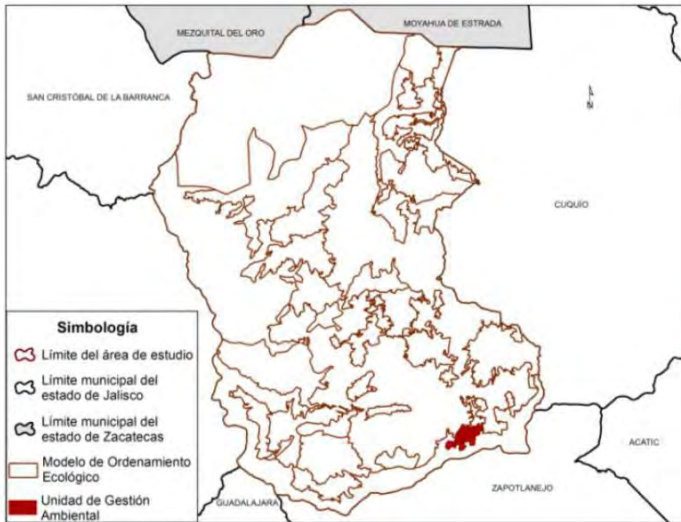 MEZQUITAL DEL ORO
MOYAHUA DE ESTRADA
SAN CRISTÓBAL DE LA BARRANCA
N
CUQUÍO
Simbología
Límite del área de estudio
Límite municipal del
estado de Jalisco
Límite municipal del
estado de Zacatecas
Modelo de Ordenamiento
Ecológico
Unidad de Gestión
Ambiental
ACATIC
GUADALAJARA
ZAPOTLANEJO